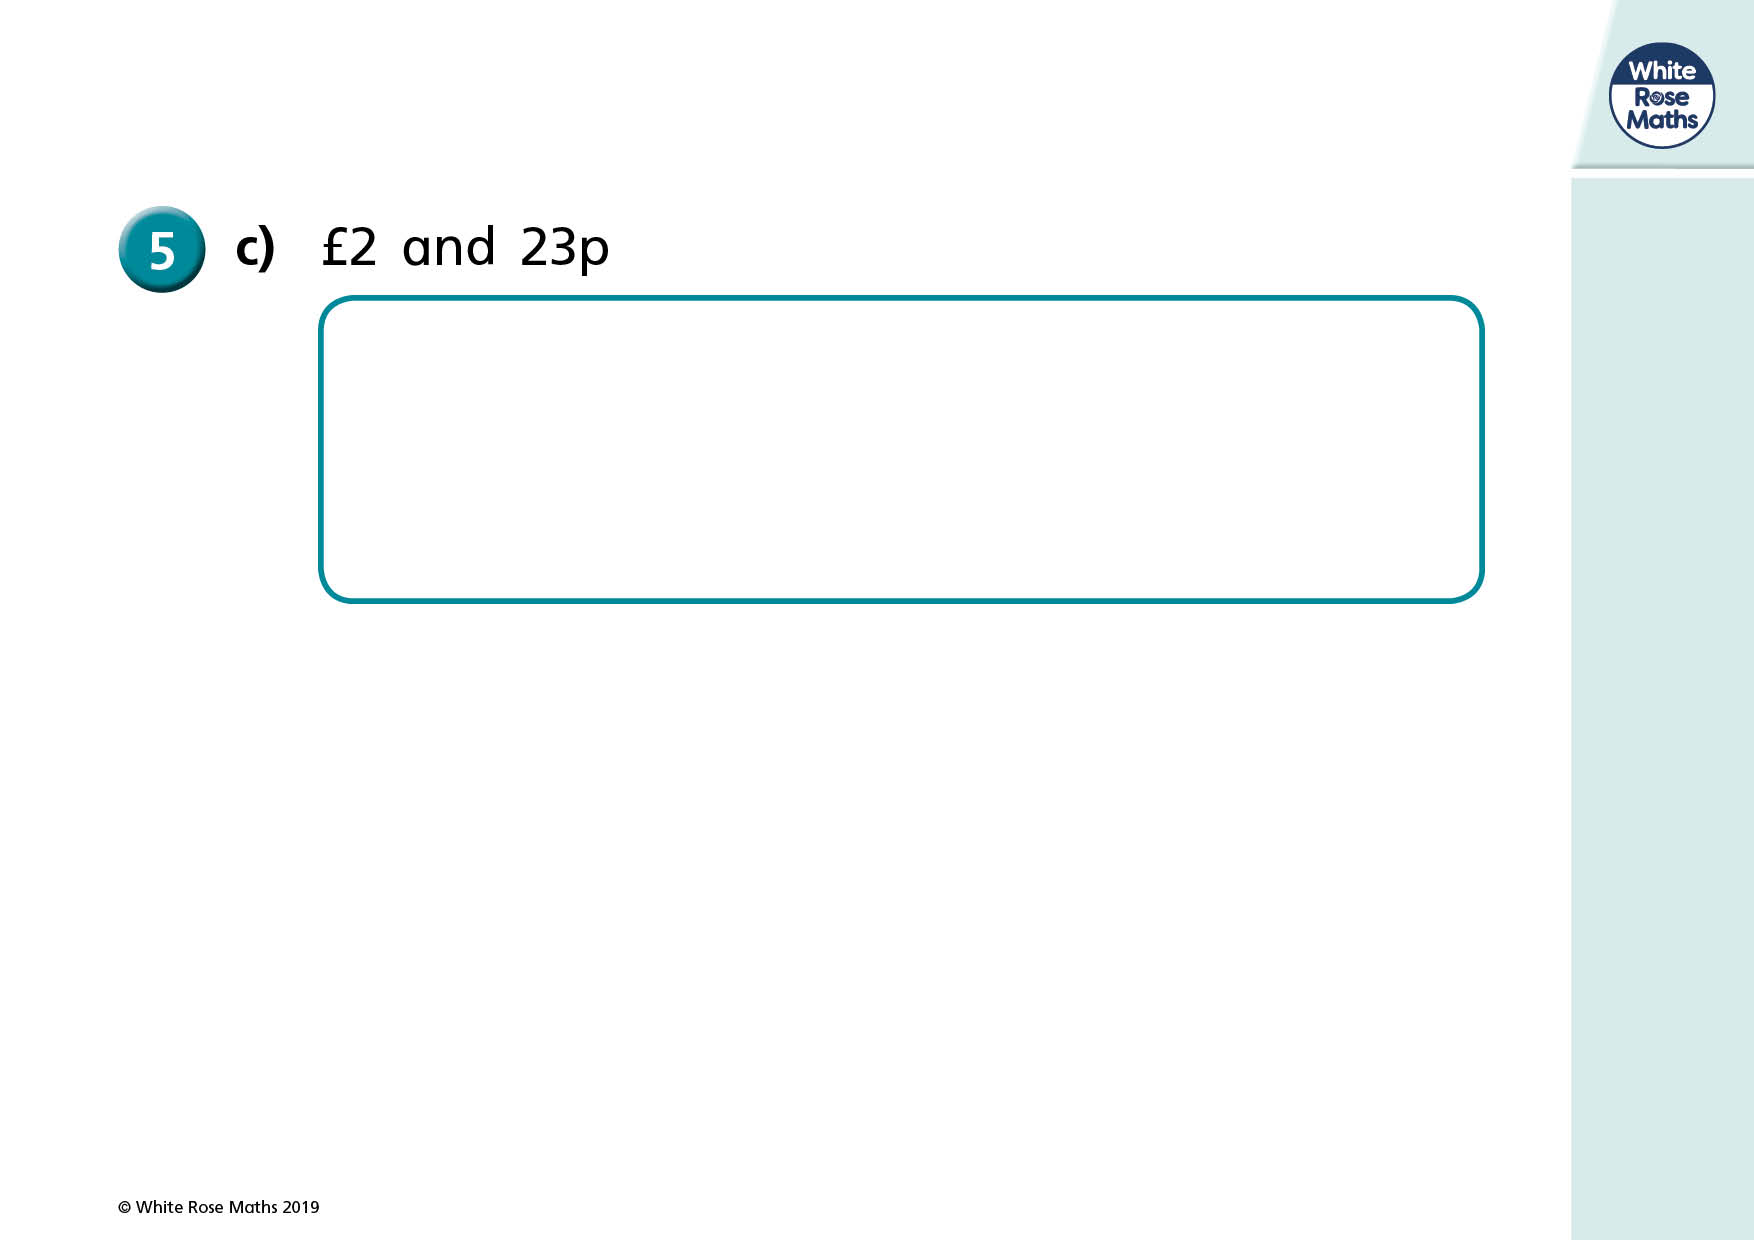 White
Rose
Maths
5 c) £2 and 23p
© White Rose Maths 2019